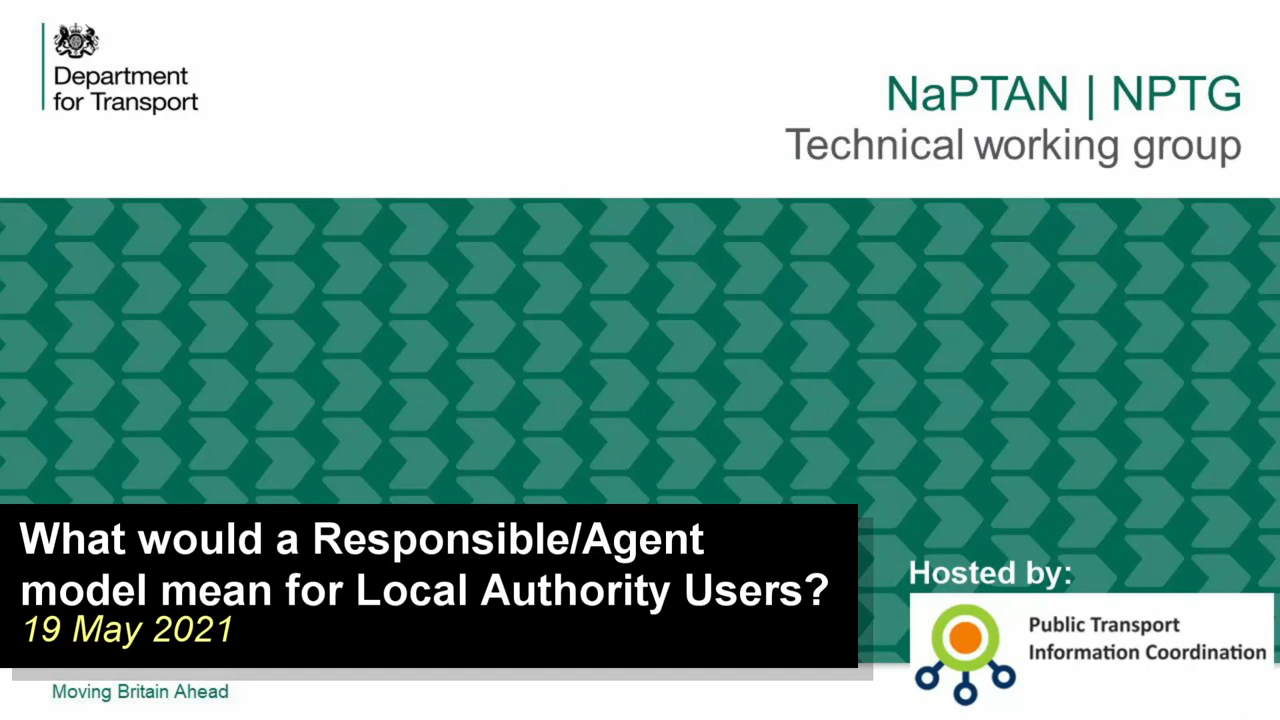 Department
for Transport
NaPTAN | NPTG
Technical working group
What would a Responsible/Agent
model mean for Local Authority Users?
19 May 2021
Hosted by:
Public Transport
Information Coordination
Moving Britain Ahead